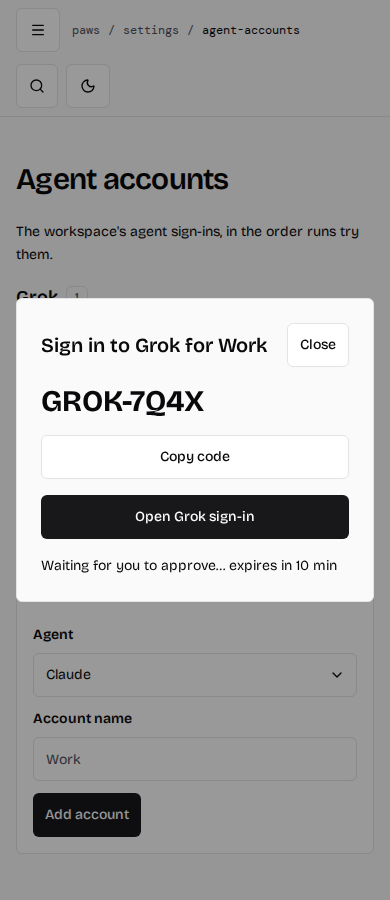 paws / settings / agent-accounts
Agent accounts
The workspace's agent sign-ins, in the order runs try
them.
Grok 1
Sign in to Grok for Work
Close
GROK-7Q4X
Copy code
Open Grok sign-in
Waiting for you to approve... expires in 10 min
Agent
Claude
Account name
Work
Add account